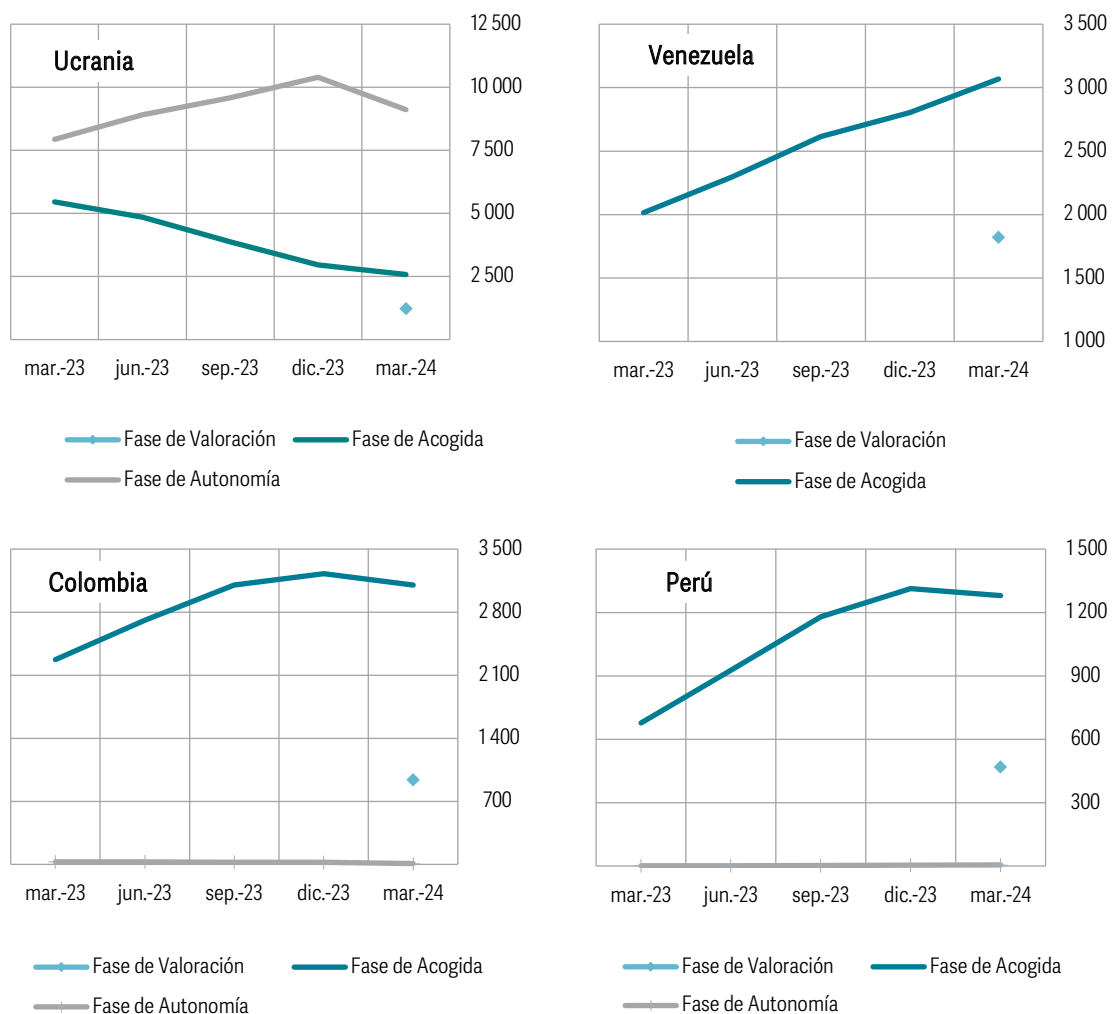 Ucrania
12 500
10 000
7 500
5 000
2 500
mar.-23 jun.-23 sep.-23 dic.-23 mar.-24
Fase de Valoración Fase de Acogida
Fase de Autonomía
Venezuela
3 500
3 000
2 500
2 000
1 500
1 000
mar.-23 jun.-23 sep.-23 dic.-23 mar.-24
Fase de Valoración
Fase de Acogida
Colombia
3 500
2 800
2 100
1 400
700
mar.-23 jun.-23 sep.-23 dic.-23 mar.-24
Fase de Valoración Fase de Acogida
Fase de Autonomía
Perú
1500
1200
900
600
300
mar.-23 jun.-23 sep.-23 dic.-23 mar.-24
Fase de Valoración Fase de Acogida
Fase de Autonomía